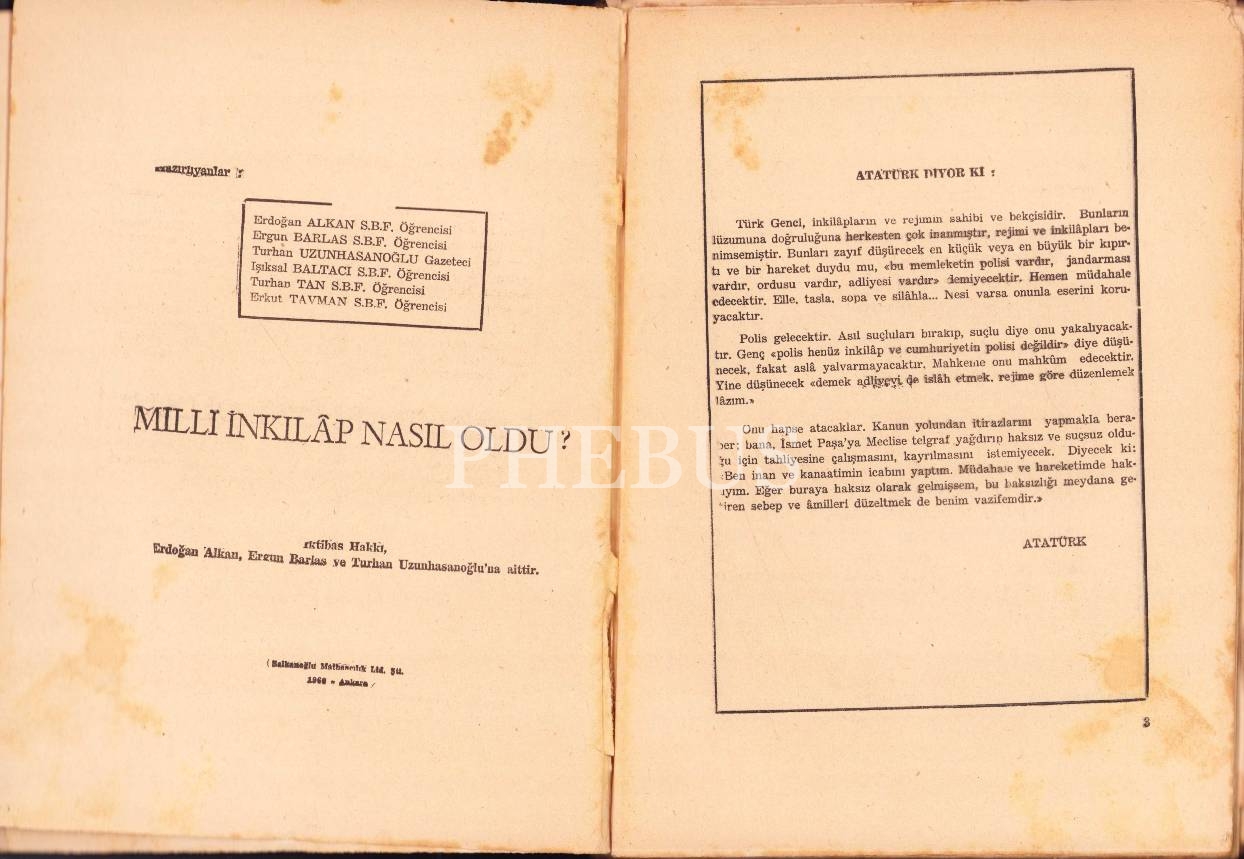 Hazırlıyanlar :
Erdoğan ALKAN S.B.F. Öğrencisi
Ergun BARLAS S.B.F. Öğrencisi
Turhan UZUNHASANOĞLU Gazeteci
Işıksal BALTACI S.B.F. Öğrencisi
Turhan TAN S.B.F. Öğrencisi
Erkut TAVMAN S.B.F. Öğrencisi
MİLLİ İNKILÂP NASIL OLDU?
İktibas Hakkı,
Erdoğan Alkan, Ergun Barlas ve Turhan Uzunhasanoğlu'na aittir.
Balkanoğlu Matbaacılık Ltd. Şti.
1960 - Ankara
PHEBUS
ATATÜRK DİYOR Kİ :
Türk Genci, inkilâpların ve rejimin sahibi ve bekçisidir. Bunların
lüzumuna doğruluğuna herkesten çok inanmıştır, rejimi ve inkilâpları be-
nimsemiştir. Bunları zayıf düşürecek en küçük veya en büyük bir kıpır-
tı ve bir hareket duydu mu, «bu memleketin polisi vardır, jandarması
vardır, ordusu vardır, adliyesi vardır» demiyecektir. Hemen müdahale
edecektir. Elle, tasla, sopa ve silâhla... Nesi varsa onunla eserini koru-
yacaktır.
Polis gelecektir. Asıl suçluları bırakıp, suçlu diye onu yakalıyacak-
tır. Genç «polis henüz inkilâp ve cumhuriyetin polisi değildir» diye düşü-
necek, fakat aslâ yalvarmayacaktır. Mahkeme onu mahkûm edecektir.
Yine düşünecek «demek adliyeyi de islâh etmek, rejime göre düzenlemek
lâzım.»
Onu hapse atacaklar. Kanun yolundan itirazlarını yapmakla bera-
ber; bana, İsmet Paşa'ya Meclise telgraf yağdırıp haksız ve suçsuz oldu-
ğu için tahliyesine çalışmasını, kayrılmasını istemiyecek. Diyecek ki:
«Ben inan ve kanaatimin icabını yaptım. Müdahale ve hareketimde hak-
lıyım. Eğer buraya haksız olarak gelmişsem, bu haksızlığı meydana ge-
tiren sebep ve âmilleri düzeltmek de benim vazifemdir.»
ATATÜRK
3